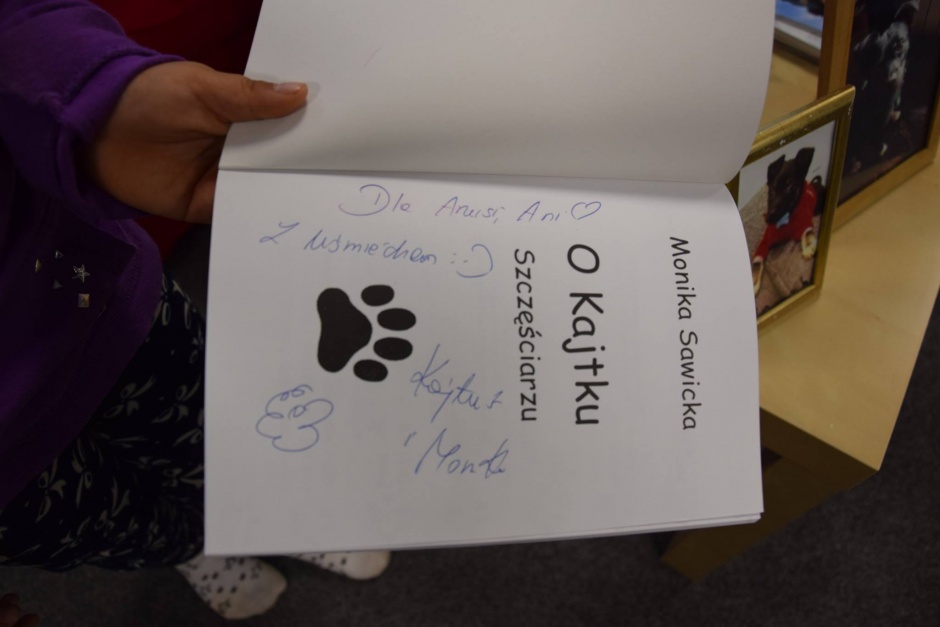 Monika Sawicka
O Kajtku
Szczęściarzu
Dla Anusi, Ani ♡
Z uśmiechem :-)
Kajtuś
i Monika